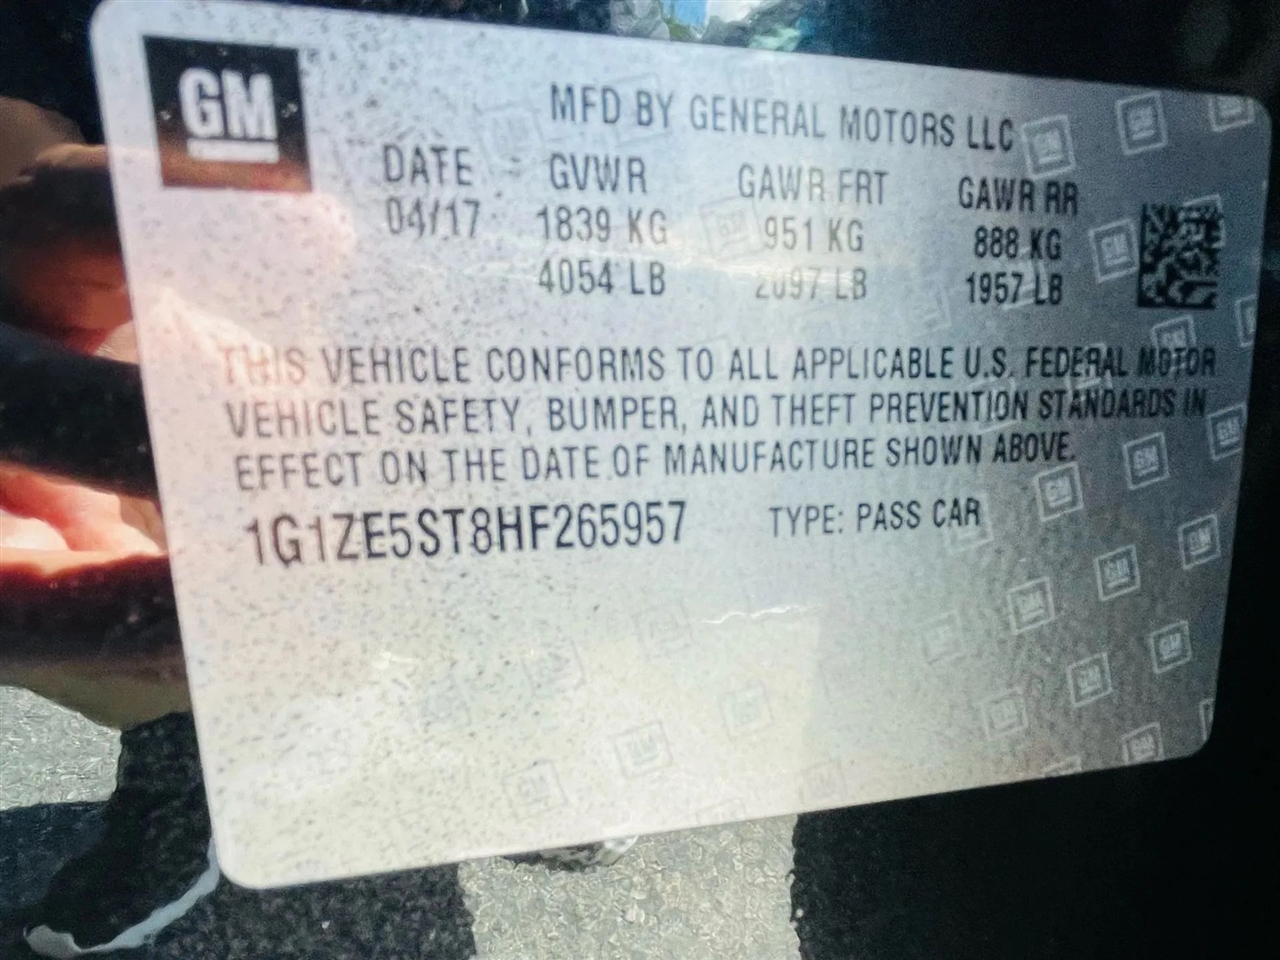 GM
MFD BY GENERAL MOTORS LLC
DATE GVWR GAWR FRT GAWR RR
04/17 1839 KG 951 KG 888 KG
4054 LB 2097 LB 1957 LB
THIS VEHICLE CONFORMS TO ALL APPLICABLE U.S. FEDERAL MOTOR
VEHICLE SAFETY, BUMPER, AND THEFT PREVENTION STANDARDS IN
EFFECT ON THE DATE OF MANUFACTURE SHOWN ABOVE.
1G1ZE5ST8HF265957 TYPE: PASS CAR